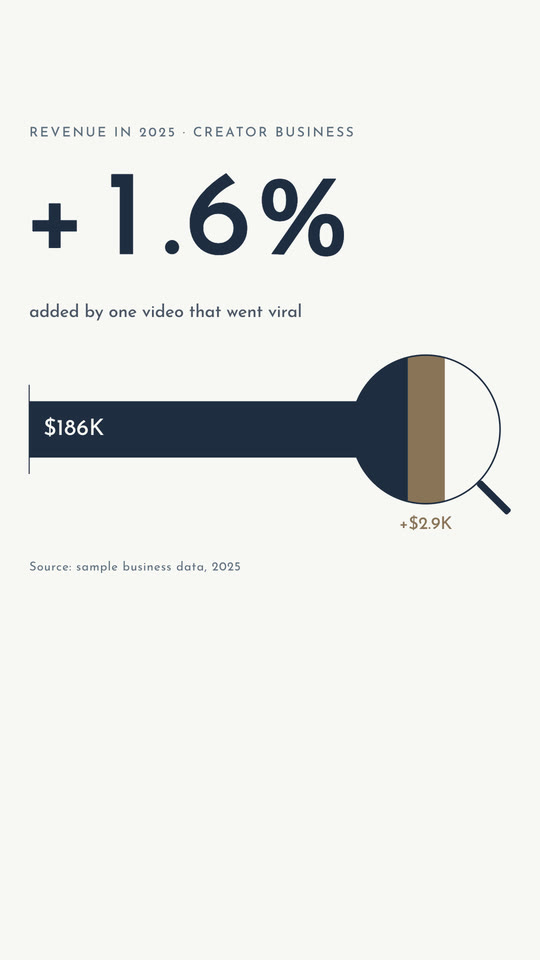 REVENUE IN 2025 · CREATOR BUSINESS
+1.6%
added by one video that went viral
$186K
+$2.9K
Source: sample business data, 2025